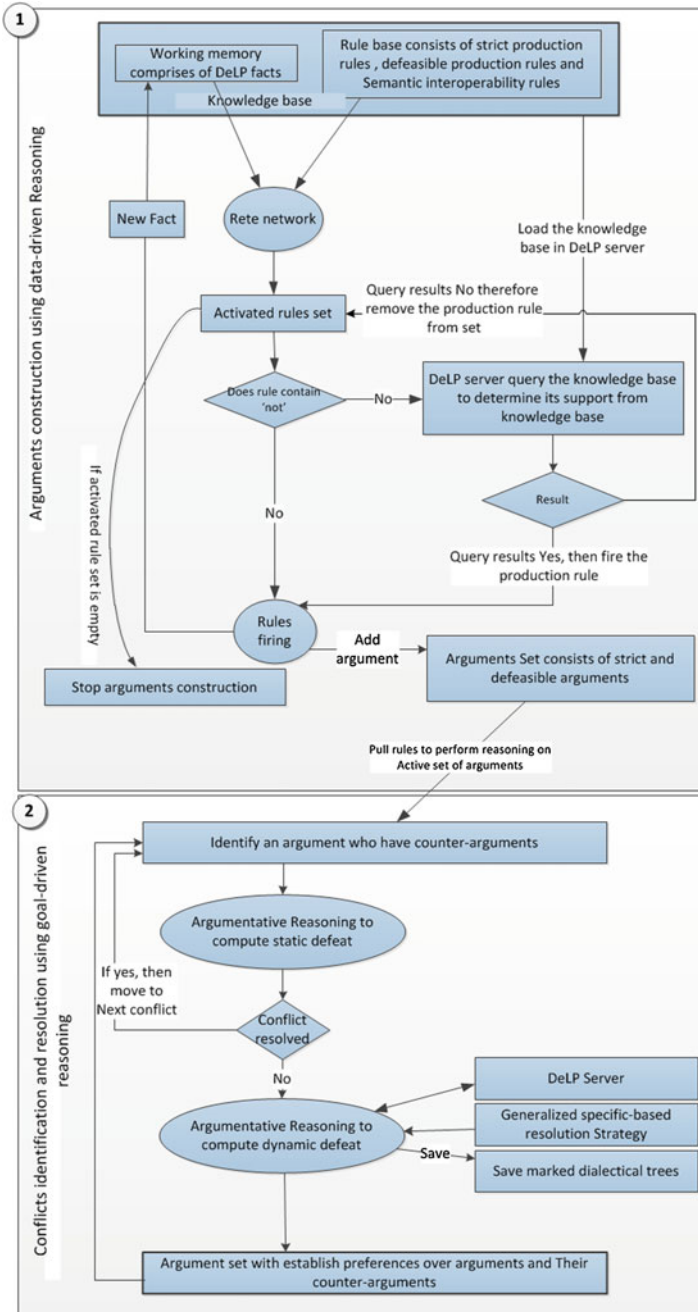 1
Arguments construction using data-driven Reasoning
Working memory
comprises of DeLP facts
Rule base consists of strict production
rules , defeasible production rules and
Semantic interoperability rules
Knowledge base
New Fact
Rete network
Load the knowledge
base in DeLP server
Activated rules set
Query results No therefore
remove the production rule
from set
Does rule contain
'not'
No
DeLP server query the knowledge base
to determine its support from
knowledge base
If activated
rule set is
empty
No
Result
Query results Yes, then fire the
production rule
Rules
firing
Add
argument
Arguments Set consists of strict and
defeasible arguments
Stop arguments construction
Pull rules to perform reasoning on
Active set of arguments
2
Conflicts identification and resolution using goal-driven
reasoning
Identify an argument who have counter-arguments
Argumentative Reasoning to
compute static defeat
If yes, then
move to
Next conflict
Conflict
resolved
No
Argumentative Reasoning to
compute dynamic defeat
DeLP Server
Generalized specific-based
resolution Strategy
Save
Save marked dialectical trees
Argument set with establish preferences over arguments and Their
counter-arguments